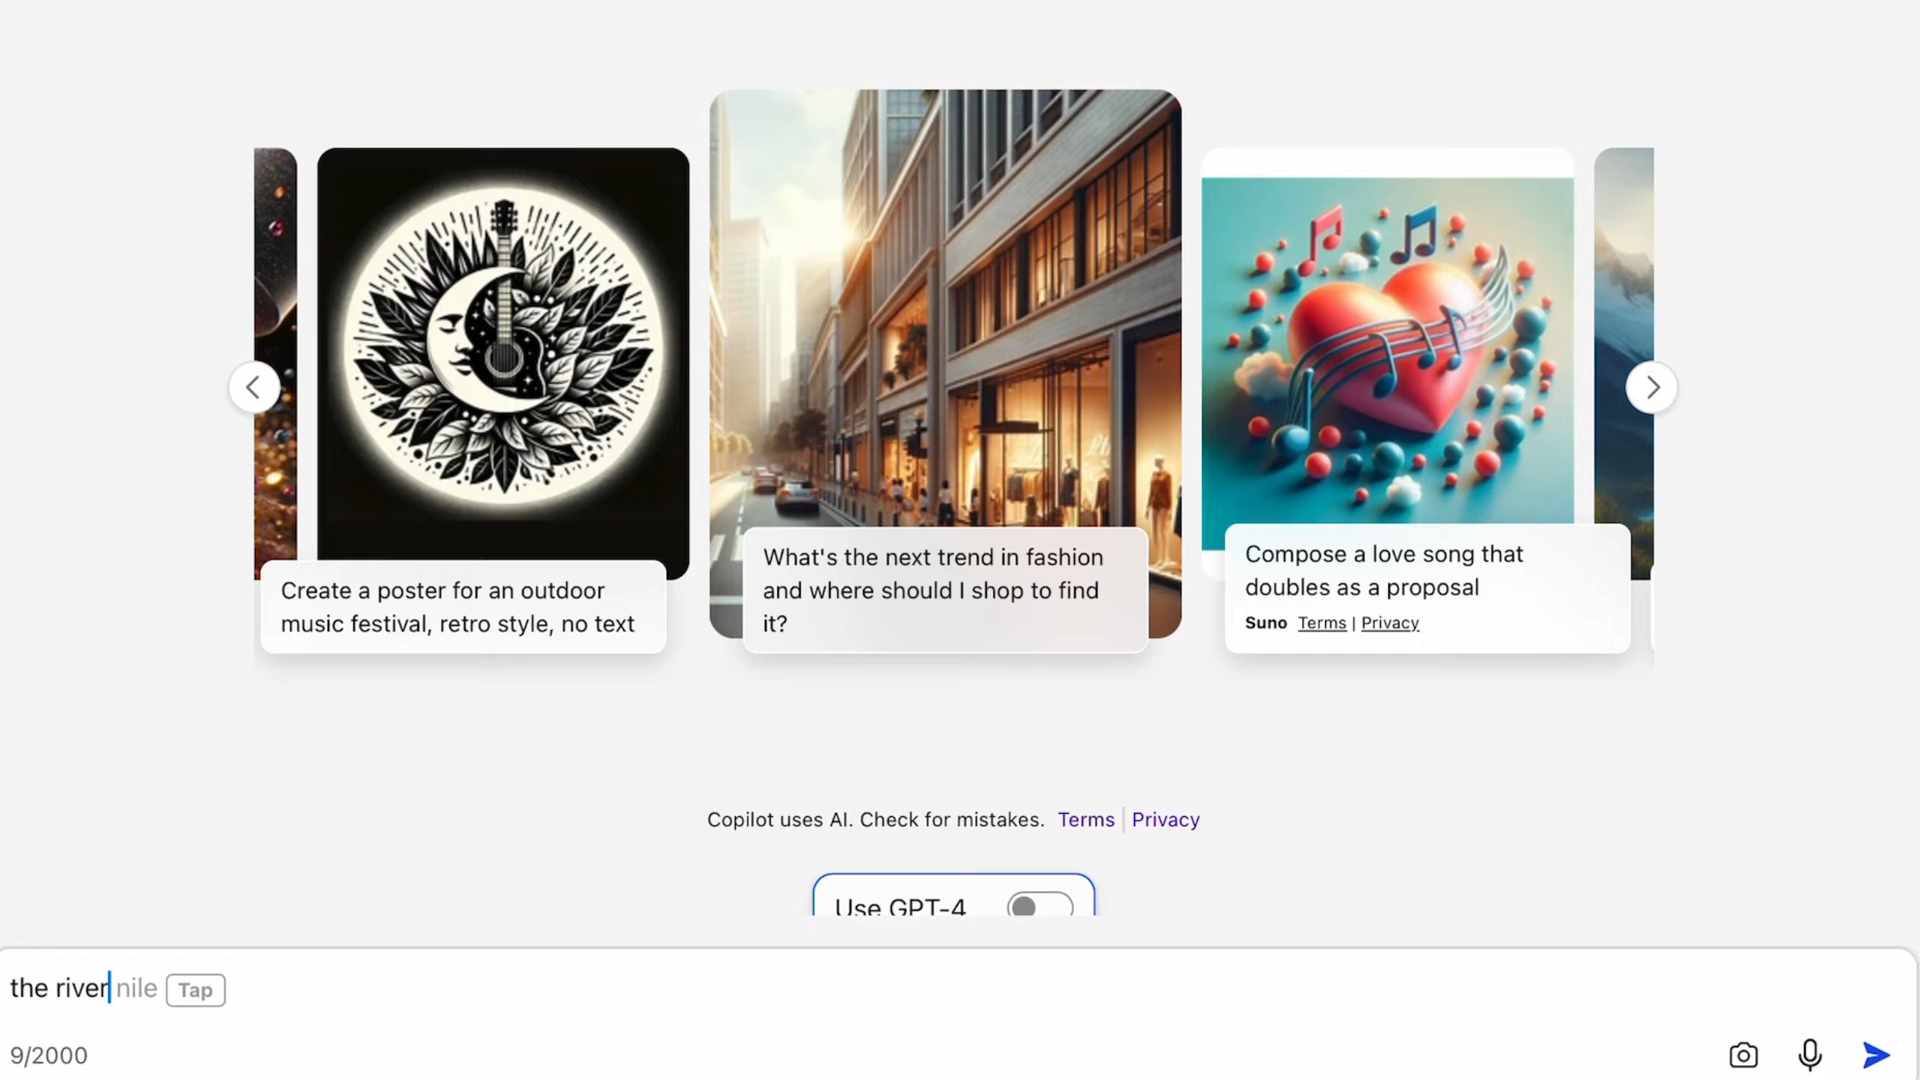 Create a poster for an outdoor
music festival, retro style, no text
What's the next trend in fashion
and where should I shop to find
it?
Compose a love song that
doubles as a proposal
Suno Terms | Privacy
Copilot uses AI. Check for mistakes. Terms | Privacy
Use GPT-4
the river nile Tap
9/2000